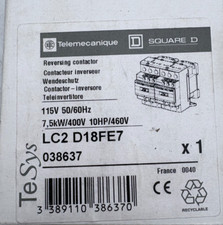 Telemecanique SQUARE D
Reversing contactor
Contacteur inverseur
Wendeschutz
Contactor - inversore
Teleinvertitore
115V 50/60Hz
7,5kW/400V 10HP/460V
LC2 D18FE7
038637
x 1
TeSys
France 0040
RECYCLABLE
3 389110 386370